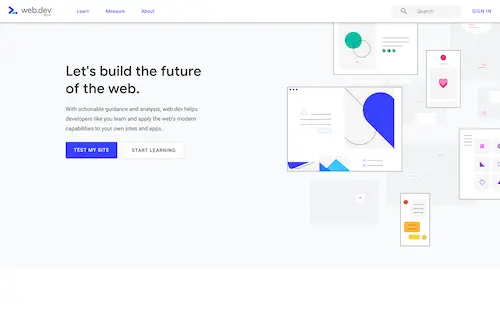 web.dev
Learn
Measure
About
Search
SIGN IN
Let's build the future
of the web.
With actionable guidance and analysis, web.dev helps
developers like you learn and apply the web's modern
capabilities to your own sites and apps.
TEST MY SITE
START LEARNING